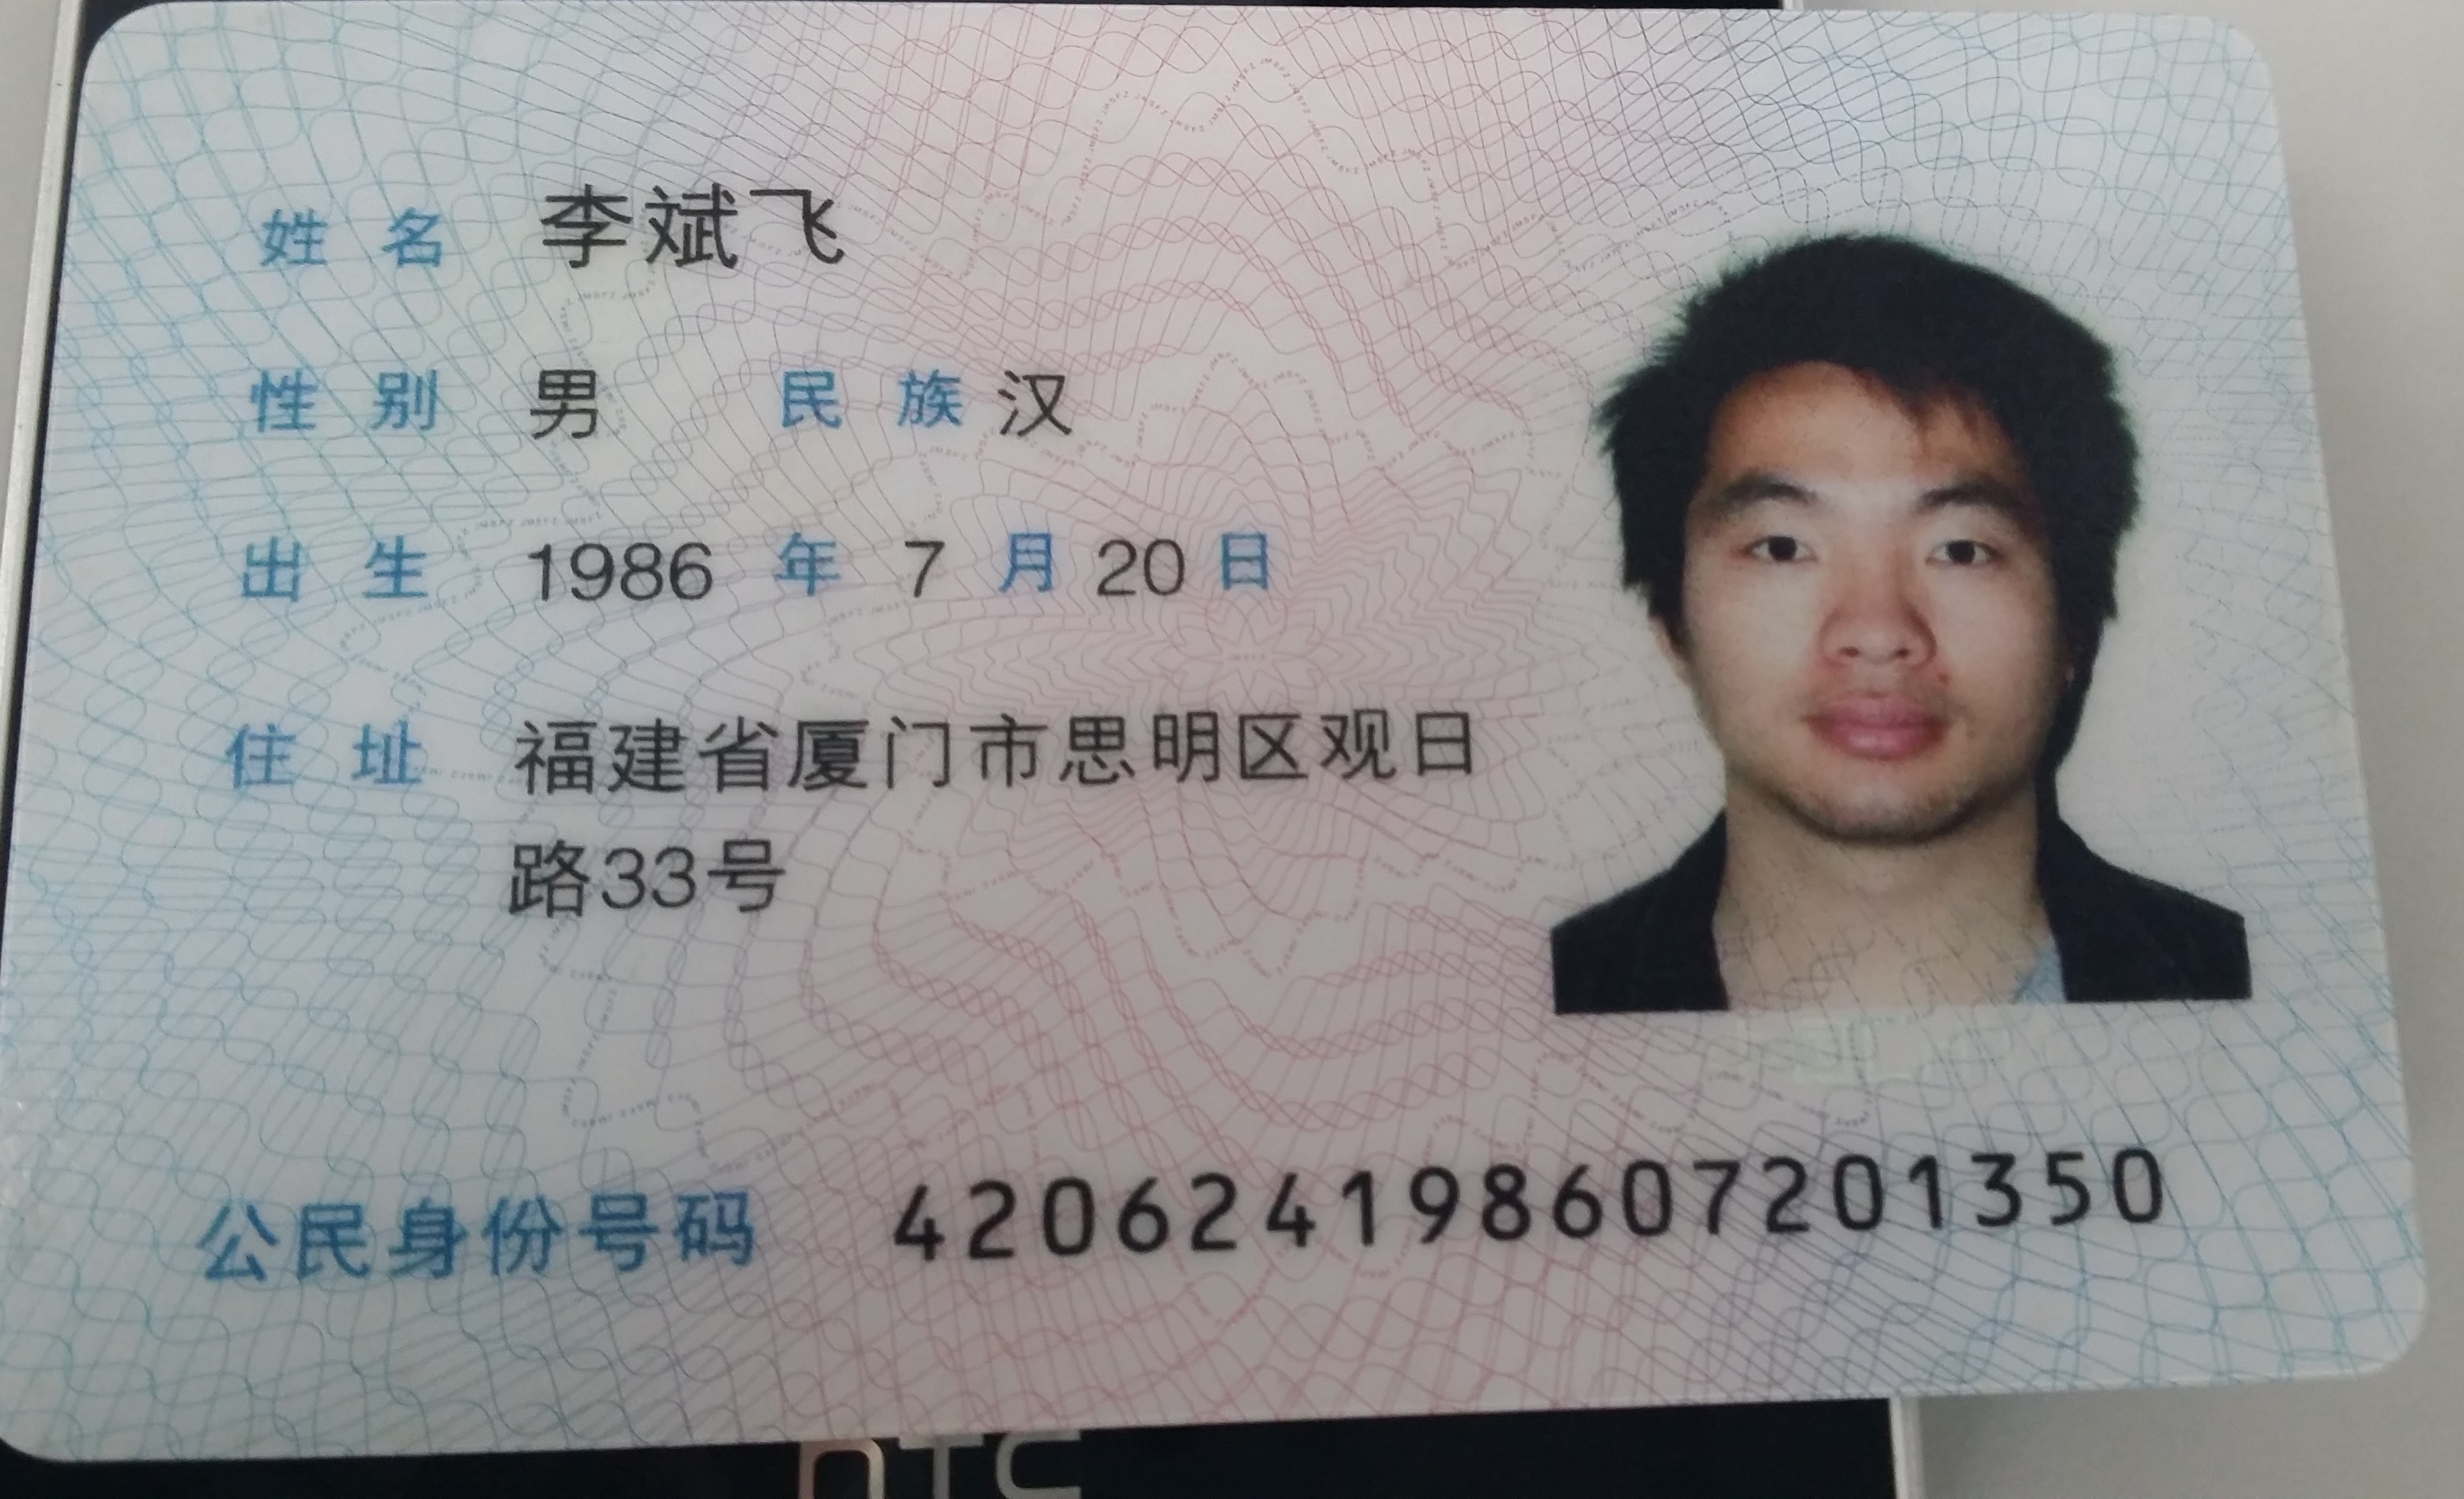 姓名 李斌飞
性别 男 民族 汉
出生 1986 年 7 月 20 日
住址 福建省厦门市思明区观日
路33号
公民身份号码 420624198607201350